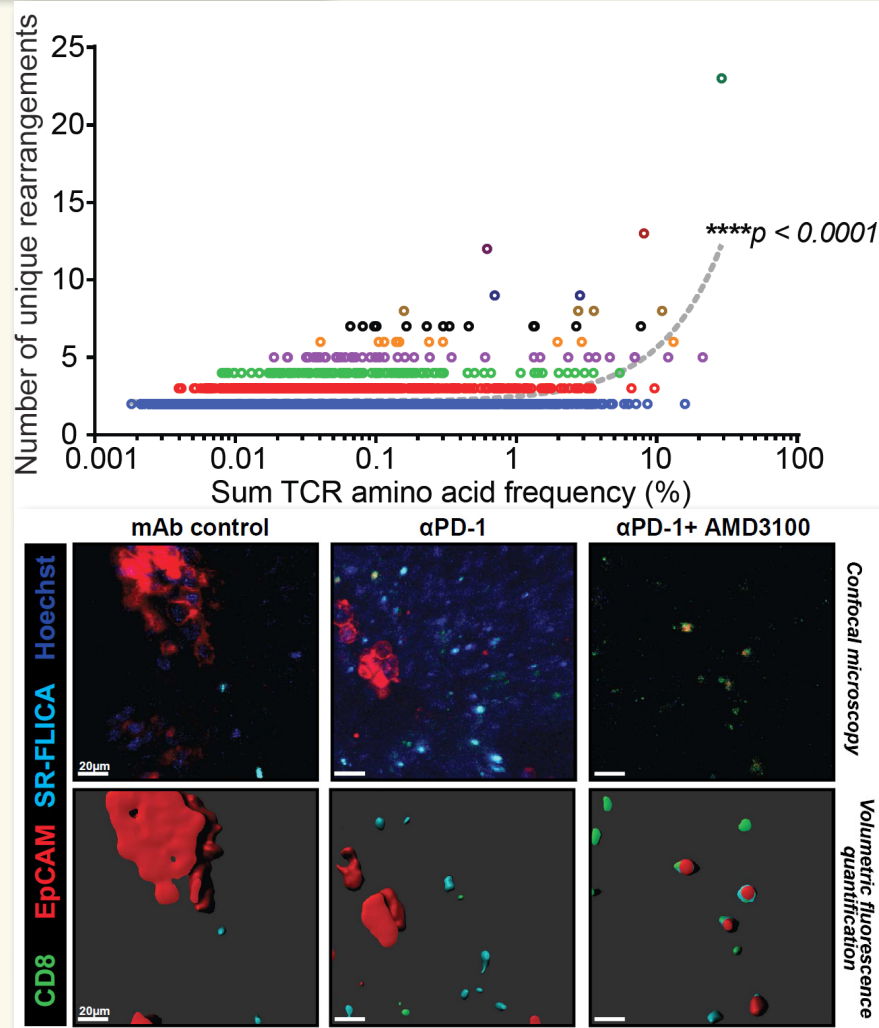 Number of unique rearrangements
25
20
15
10
5
0
****p < 0.0001
0.001 0.01 0.1 1 10 100
Sum TCR amino acid frequency (%)
mAb control αPD-1 αPD-1+ AMD3100
CD8 EpCAM SR-FLICA Hoechst
20µm
Confocal microscopy
20µm
Volumetric fluorescence
quantification